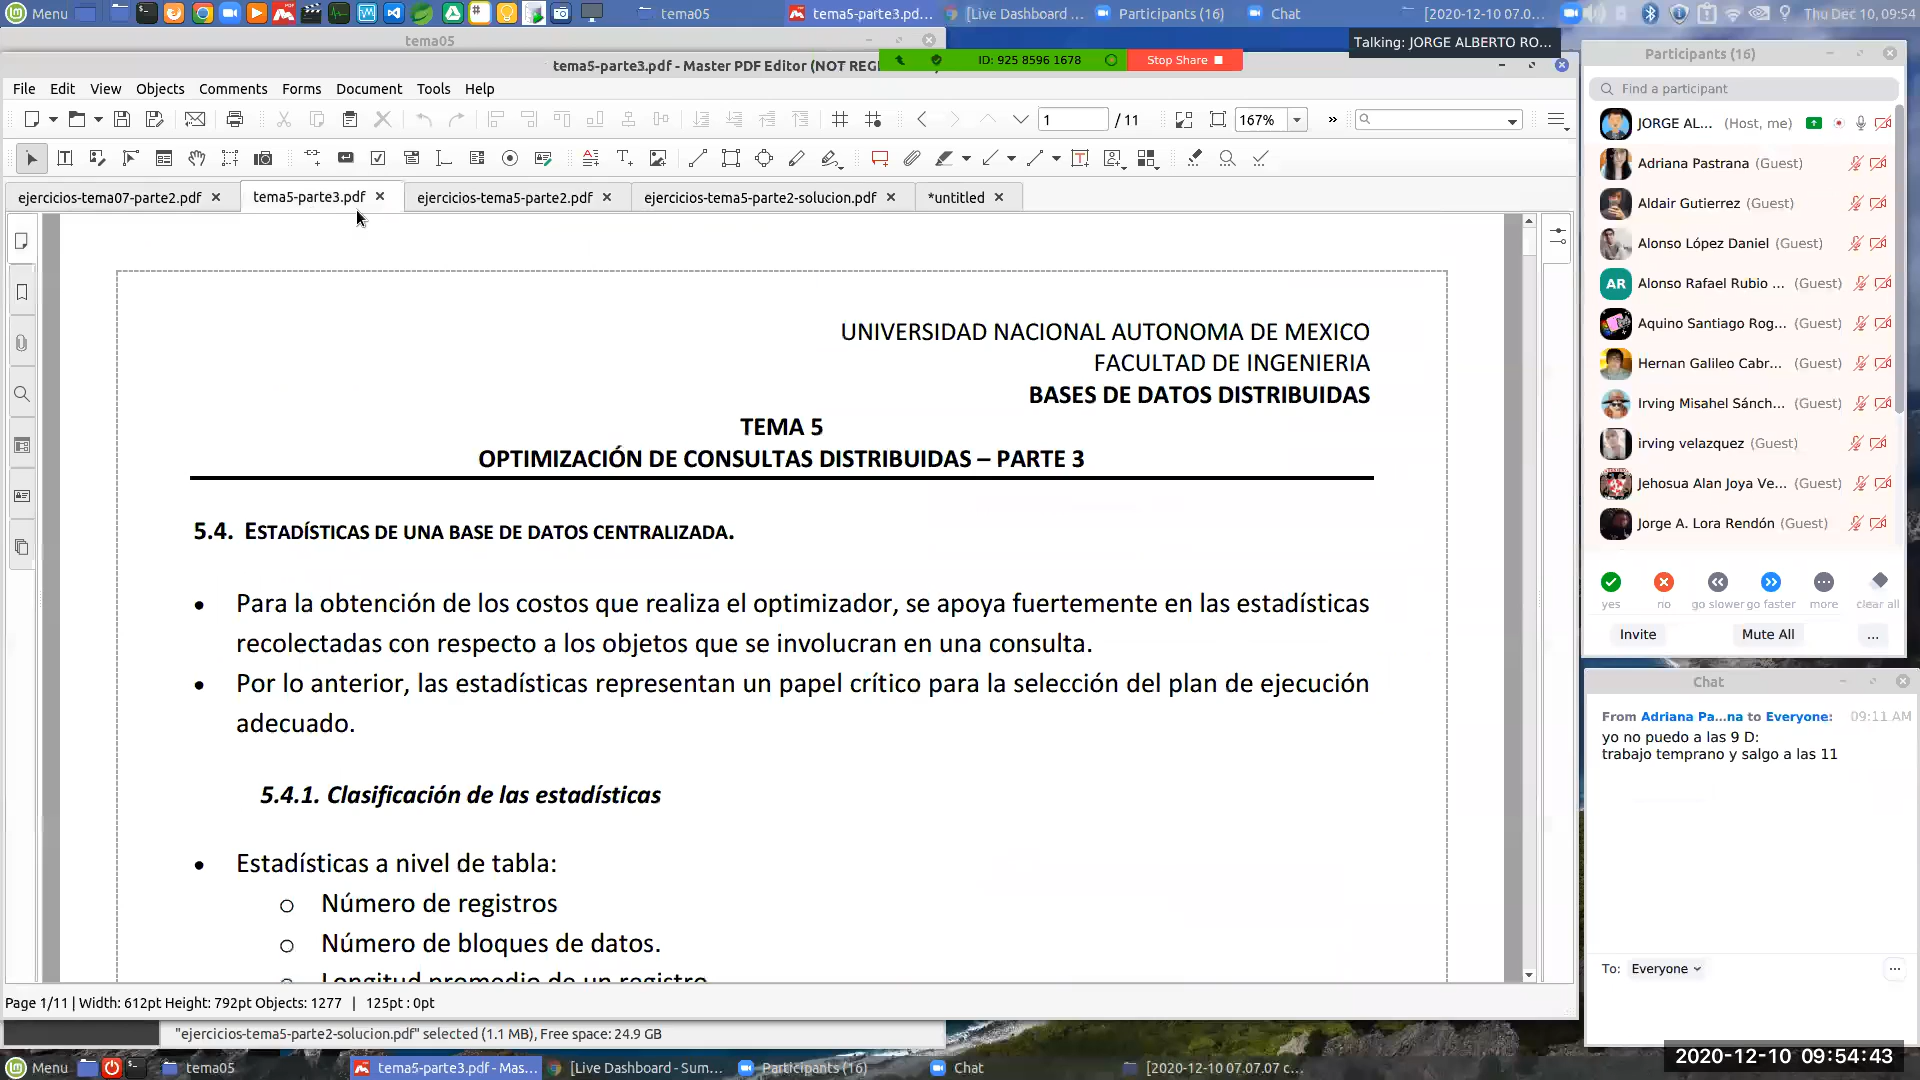 Menu
tema05
tema5-parte3.pd...
[Live Dashboard ...
Participants (16)
Chat
[2020-12-10 07.0...
Thu Dec 10, 09:54
tema05
Talking: JORGE ALBERTO RO...
tema5-parte3.pdf - Master PDF Editor (NOT REGI
ID: 925 8596 1678
Stop Share
File Edit View Objects Comments Forms Document Tools Help
1 / 11
167%
ejercicios-tema07-parte2.pdf
tema5-parte3.pdf
ejercicios-tema5-parte2.pdf
ejercicios-tema5-parte2-solucion.pdf
*untitled
UNIVERSIDAD NACIONAL AUTONOMA DE MEXICO
FACULTAD DE INGENIERIA
BASES DE DATOS DISTRIBUIDAS
TEMA 5
OPTIMIZACIÓN DE CONSULTAS DISTRIBUIDAS – PARTE 3
5.4. ESTADÍSTICAS DE UNA BASE DE DATOS CENTRALIZADA.
• Para la obtención de los costos que realiza el optimizador, se apoya fuertemente en las estadísticas
recolectadas con respecto a los objetos que se involucran en una consulta.
• Por lo anterior, las estadísticas representan un papel crítico para la selección del plan de ejecución
adecuado.
5.4.1. Clasificación de las estadísticas
• Estadísticas a nivel de tabla:
o Número de registros
o Número de bloques de datos.
o Longitud promedio de un registro
Page 1/11 | Width: 612pt Height: 792pt Objects: 1277 | 125pt : 0pt
"ejercicios-tema5-parte2-solucion.pdf" selected (1.1 MB), Free space: 24.9 GB
Participants (16)
Find a participant
JORGE AL... (Host, me)
Adriana Pastrana (Guest)
Aldair Gutierrez (Guest)
Alonso López Daniel (Guest)
AR Alonso Rafael Rubio ... (Guest)
Aquino Santiago Rog... (Guest)
Hernan Galileo Cabr... (Guest)
Irving Misahel Sánch... (Guest)
irving velazquez (Guest)
Jehosua Alan Joya Ve... (Guest)
Jorge A. Lora Rendón (Guest)
yes no go slower go faster more clear all
Invite Mute All ...
Chat
From Adriana Pa...na to Everyone: 09:11 AM
yo no puedo a las 9 D:
trabajo temprano y salgo a las 11
To: Everyone
Menu
tema05
tema5-parte3.pdf - Mas...
[Live Dashboard - Sum...
Participants (16)
Chat
[2020-12-10 07.07.07 c...
2020-12-10 09:54:43